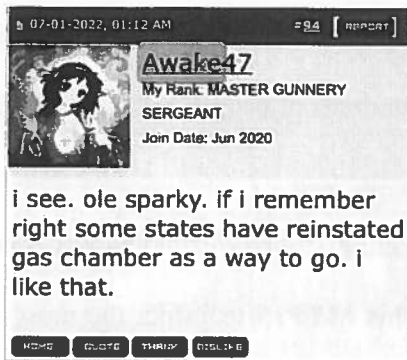 07-01-2022, 01:12 AM
#94 [REPORT]
Awake47
My Rank: MASTER GUNNERY
SERGEANT
Join Date: Jun 2020
i see. ole sparky. if i remember
right some states have reinstated
gas chamber as a way to go. i
like that.
HOME QUOTE THANK DISLIKE